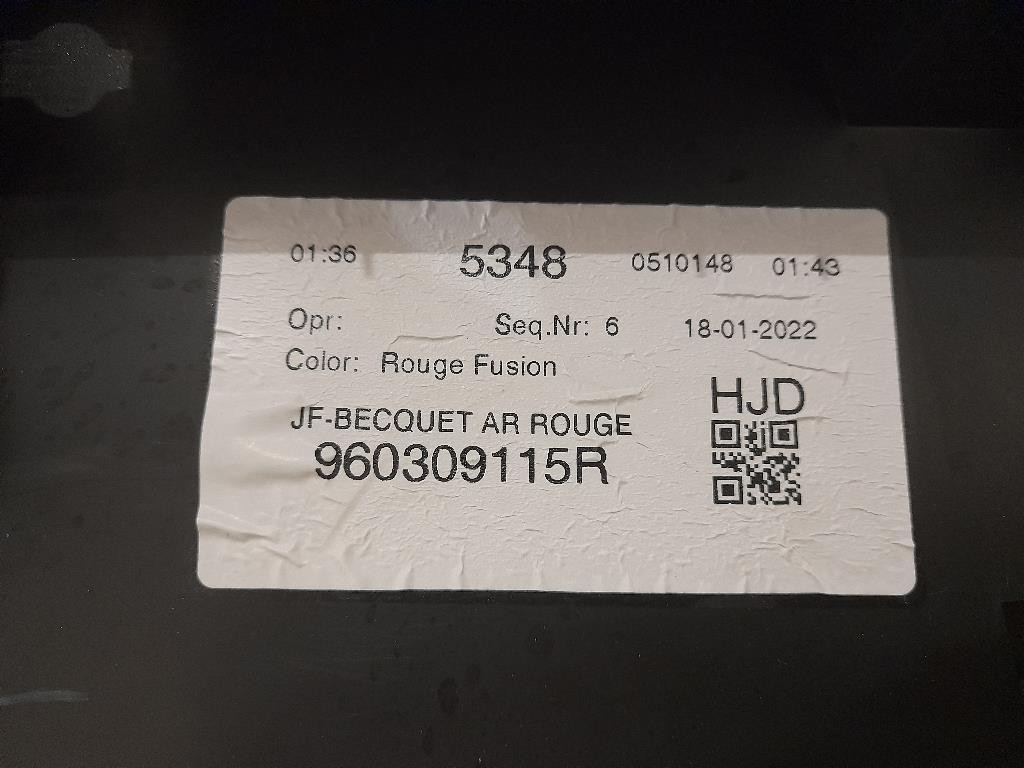 01:36 5348 0510148 01:43
Opr: Seq.Nr: 6 18-01-2022
Color: Rouge Fusion
HJD
JF-BECQUET AR ROUGE
960309115R